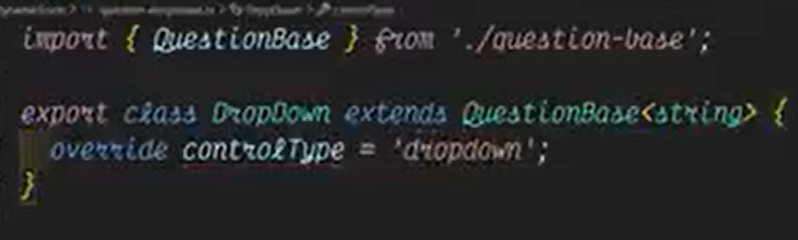 import { QuestionBase } from './question-base';
export class DropDown extends QuestionBase<string> {
override controlType = 'dropdown';
}